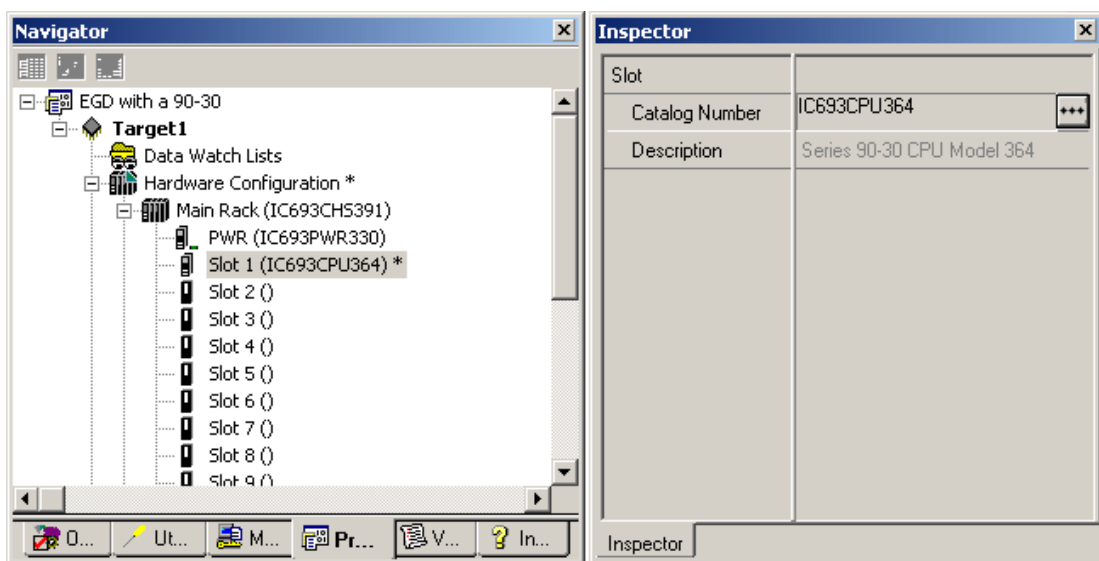 Navigator
EGD with a 90-30
Target1
Data Watch Lists
Hardware Configuration *
Main Rack (IC693CHS391)
PWR (IC693PWR330)
Slot 1 (IC693CPU364) *
Slot 2 ()
Slot 3 ()
Slot 4 ()
Slot 5 ()
Slot 6 ()
Slot 7 ()
Slot 8 ()
Slot 9 ()
O... Ut... M... Pr... V... In...
Inspector
Slot
Catalog Number IC693CPU364
Description Series 90-30 CPU Model 364
Inspector